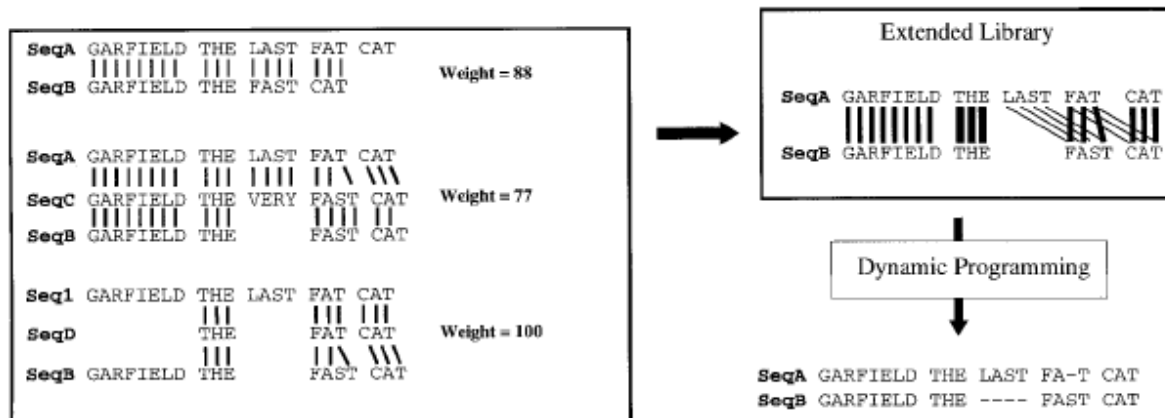 SeqA GARFIELD THE LAST FAT CAT
Weight = 88
SeqB GARFIELD THE FAST CAT
SeqA GARFIELD THE LAST FAT CAT
SeqC GARFIELD THE VERY FAST CAT
Weight = 77
SeqB GARFIELD THE FAST CAT
Seq1 GARFIELD THE LAST FAT CAT
SeqD THE FAT CAT
Weight = 100
SeqB GARFIELD THE FAST CAT
Extended Library
SeqA GARFIELD THE LAST FAT CAT
SeqB GARFIELD THE FAST CAT
Dynamic Programming
SeqA GARFIELD THE LAST FA-T CAT
SeqB GARFIELD THE ---- FAST CAT